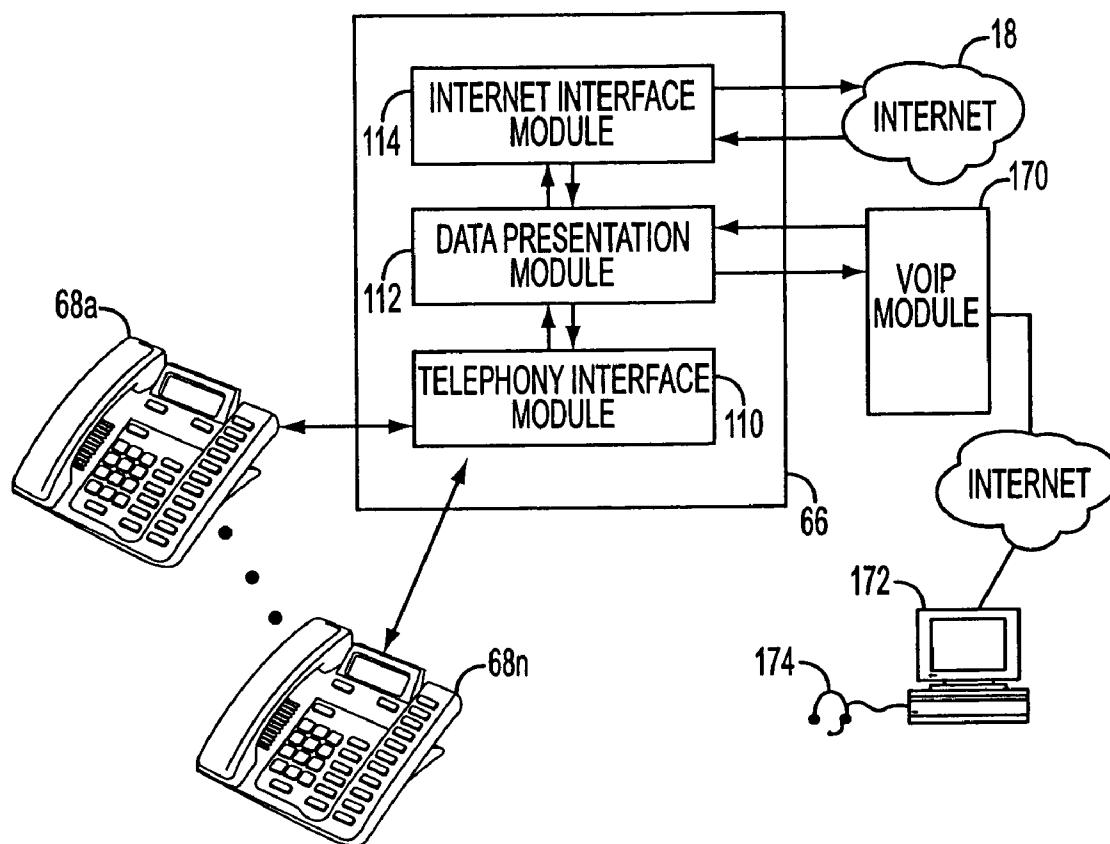 18
INTERNET INTERFACE
MODULE
114
INTERNET
170
DATA PRESENTATION
MODULE
112
VOIP
MODULE
68a
TELEPHONY INTERFACE
MODULE
110
INTERNET
66
172
68n
174